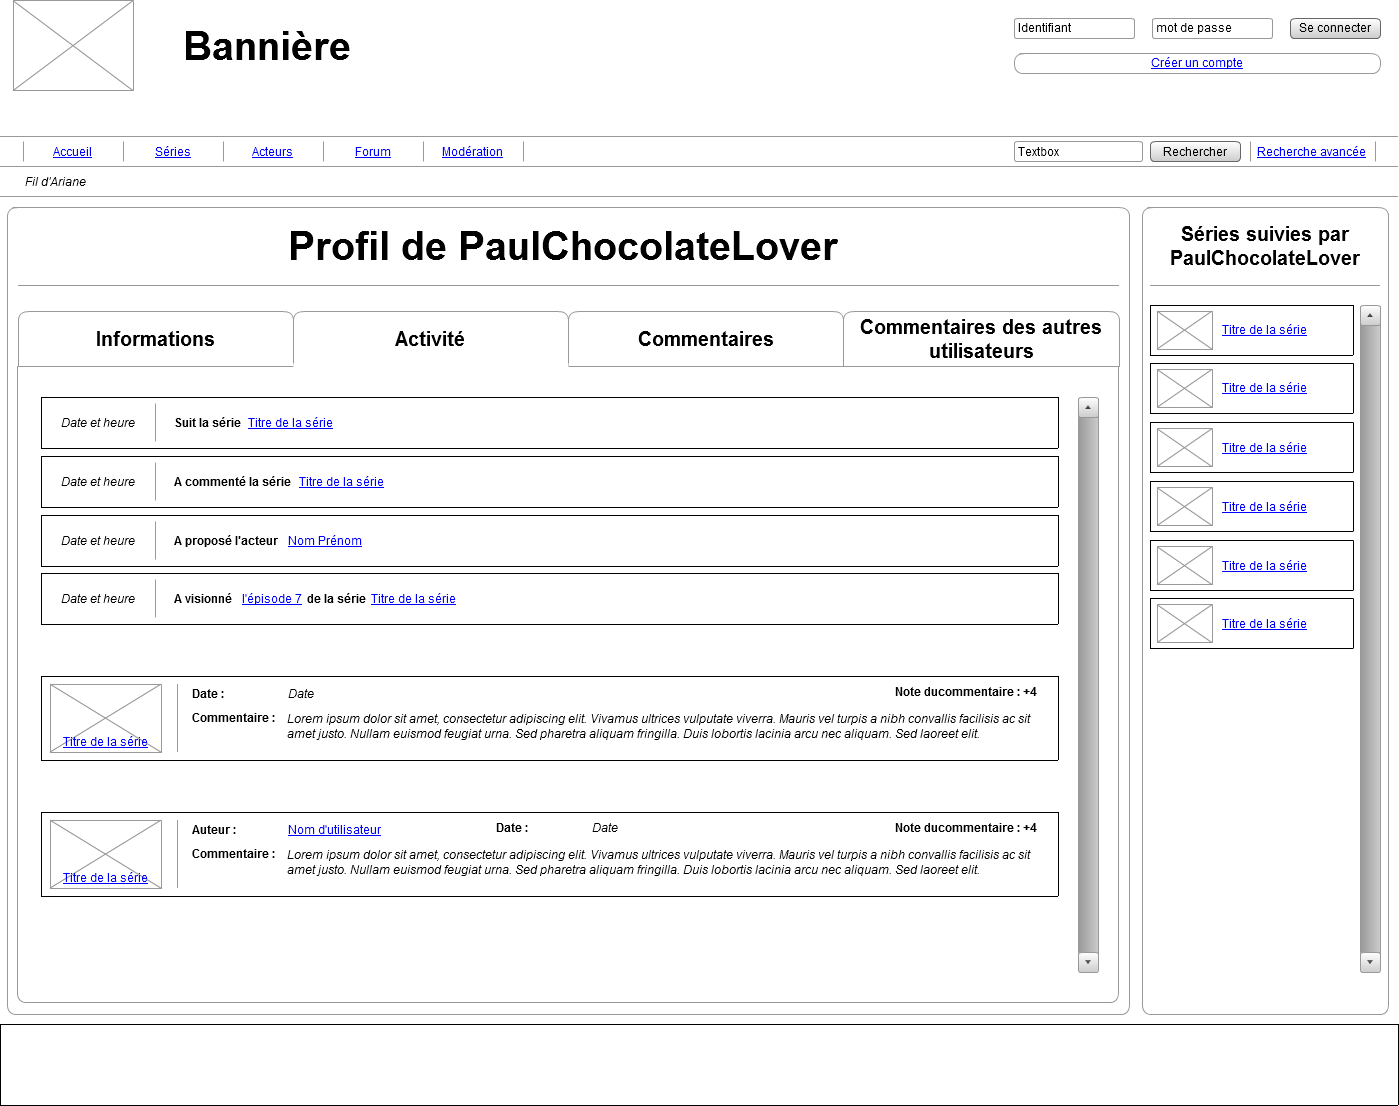 Bannière
Identifiant
mot de passe
Se connecter
Créer un compte
Accueil
Séries
Acteurs
Forum
Modération
Textbox
Rechercher
Recherche avancée
Fil d'Ariane
Profil de PaulChocolateLover
Informations
Activité
Commentaires
Commentaires des autres
utilisateurs
Date et heure
Suit la série Titre de la série
Date et heure
A commenté la série Titre de la série
Date et heure
A proposé l'acteur Nom Prénom
Date et heure
A visionné l'épisode 7 de la série Titre de la série
Titre de la série
Date : Date
Note ducommentaire : +4
Commentaire : Lorem ipsum dolor sit amet, consectetur adipiscing elit. Vivamus ultrices vulputate viverra. Mauris vel turpis a nibh convallis facilisis ac sit
amet justo. Nullam euismod feugiat urna. Sed pharetra aliquam fringilla. Duis lobortis lacinia arcu nec aliquam. Sed laoreet elit.
Titre de la série
Auteur : Nom d'utilisateur
Date : Date
Note ducommentaire : +4
Commentaire : Lorem ipsum dolor sit amet, consectetur adipiscing elit. Vivamus ultrices vulputate viverra. Mauris vel turpis a nibh convallis facilisis ac sit
amet justo. Nullam euismod feugiat urna. Sed pharetra aliquam fringilla. Duis lobortis lacinia arcu nec aliquam. Sed laoreet elit.
Séries suivies par
PaulChocolateLover
Titre de la série
Titre de la série
Titre de la série
Titre de la série
Titre de la série
Titre de la série